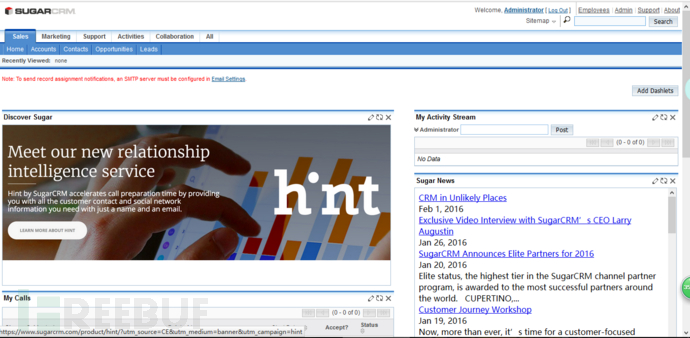 SUGARCRM
Welcome, Administrator [ Log Out ] Employees | Admin | Support | About
Sitemap
Search
Sales Marketing Support Activities Collaboration All
Home Accounts Contacts Opportunities Leads
Recently Viewed: none
Note: To send record assignment notifications, an SMTP server must be configured in Email Settings.
Add Dashlets
Discover Sugar
Meet our new relationship
intelligence service
Hint by SugarCRM accelerates call preparation time by providing
you with all the customer contact and social network
information you need with just a name and an email.
LEARN MORE ABOUT HINT
hint
My Calls
(0 - 0 of 0)
Accept? Status
REEBUF
https://www.sugarcrm.com/product/hint/?utm_source=CE&utm_medium=banner&utm_campaign=hint
My Activity Stream
Administrator Post
(0 - 0 of 0)
No Data
Sugar News
CRM in Unlikely Places
Feb 1, 2016
Exclusive Video Interview with SugarCRM's CEO Larry
Augustin
Jan 26, 2016
SugarCRM Announces Elite Partners for 2016
Jan 20, 2016
Elite status, the highest tier in the SugarCRM channel partner
program, is awarded to the most successful partners around
the world. CUPERTINO,...
Customer Journey Workshop
Jan 19, 2016
Now, more than ever, it's time for a customer-focused